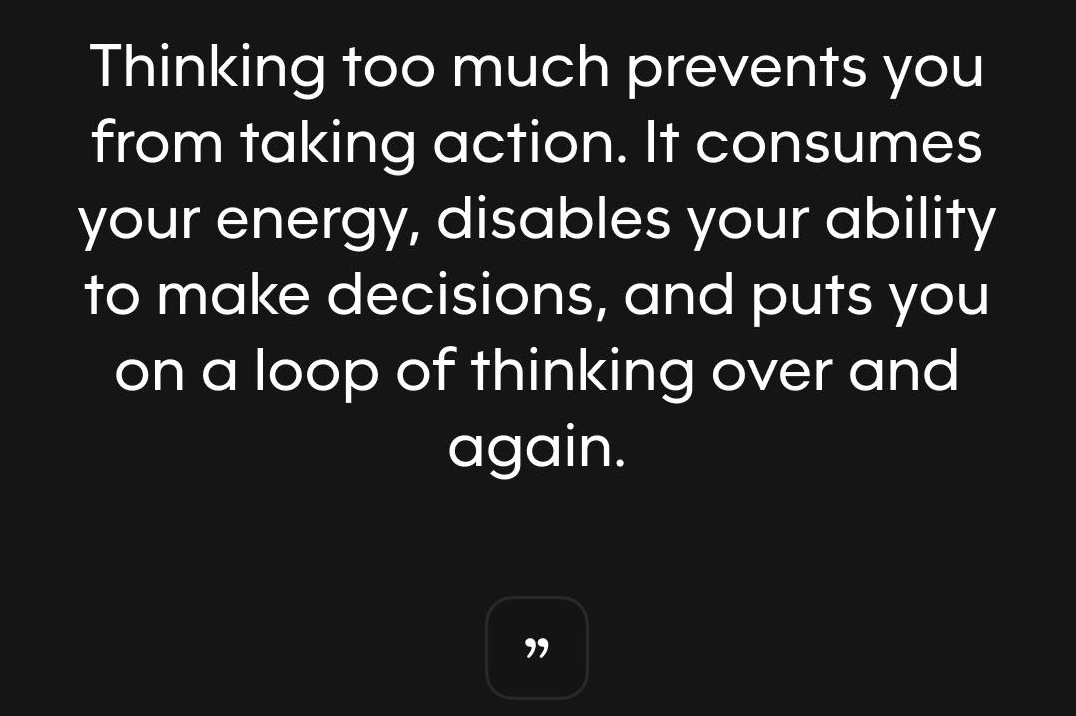 Thinking too much prevents you
from taking action. It consumes
your energy, disables your ability
to make decisions, and puts you
on a loop of thinking over and
again.
”